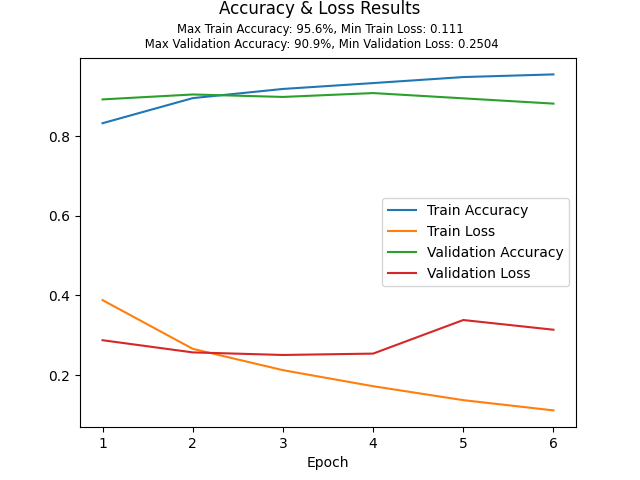 Accuracy & Loss Results
Max Train Accuracy: 95.6%, Min Train Loss: 0.111
Max Validation Accuracy: 90.9%, Min Validation Loss: 0.2504
0.8
0.6
0.4
0.2
Train Accuracy
Train Loss
Validation Accuracy
Validation Loss
1 2 3 4 5 6
Epoch